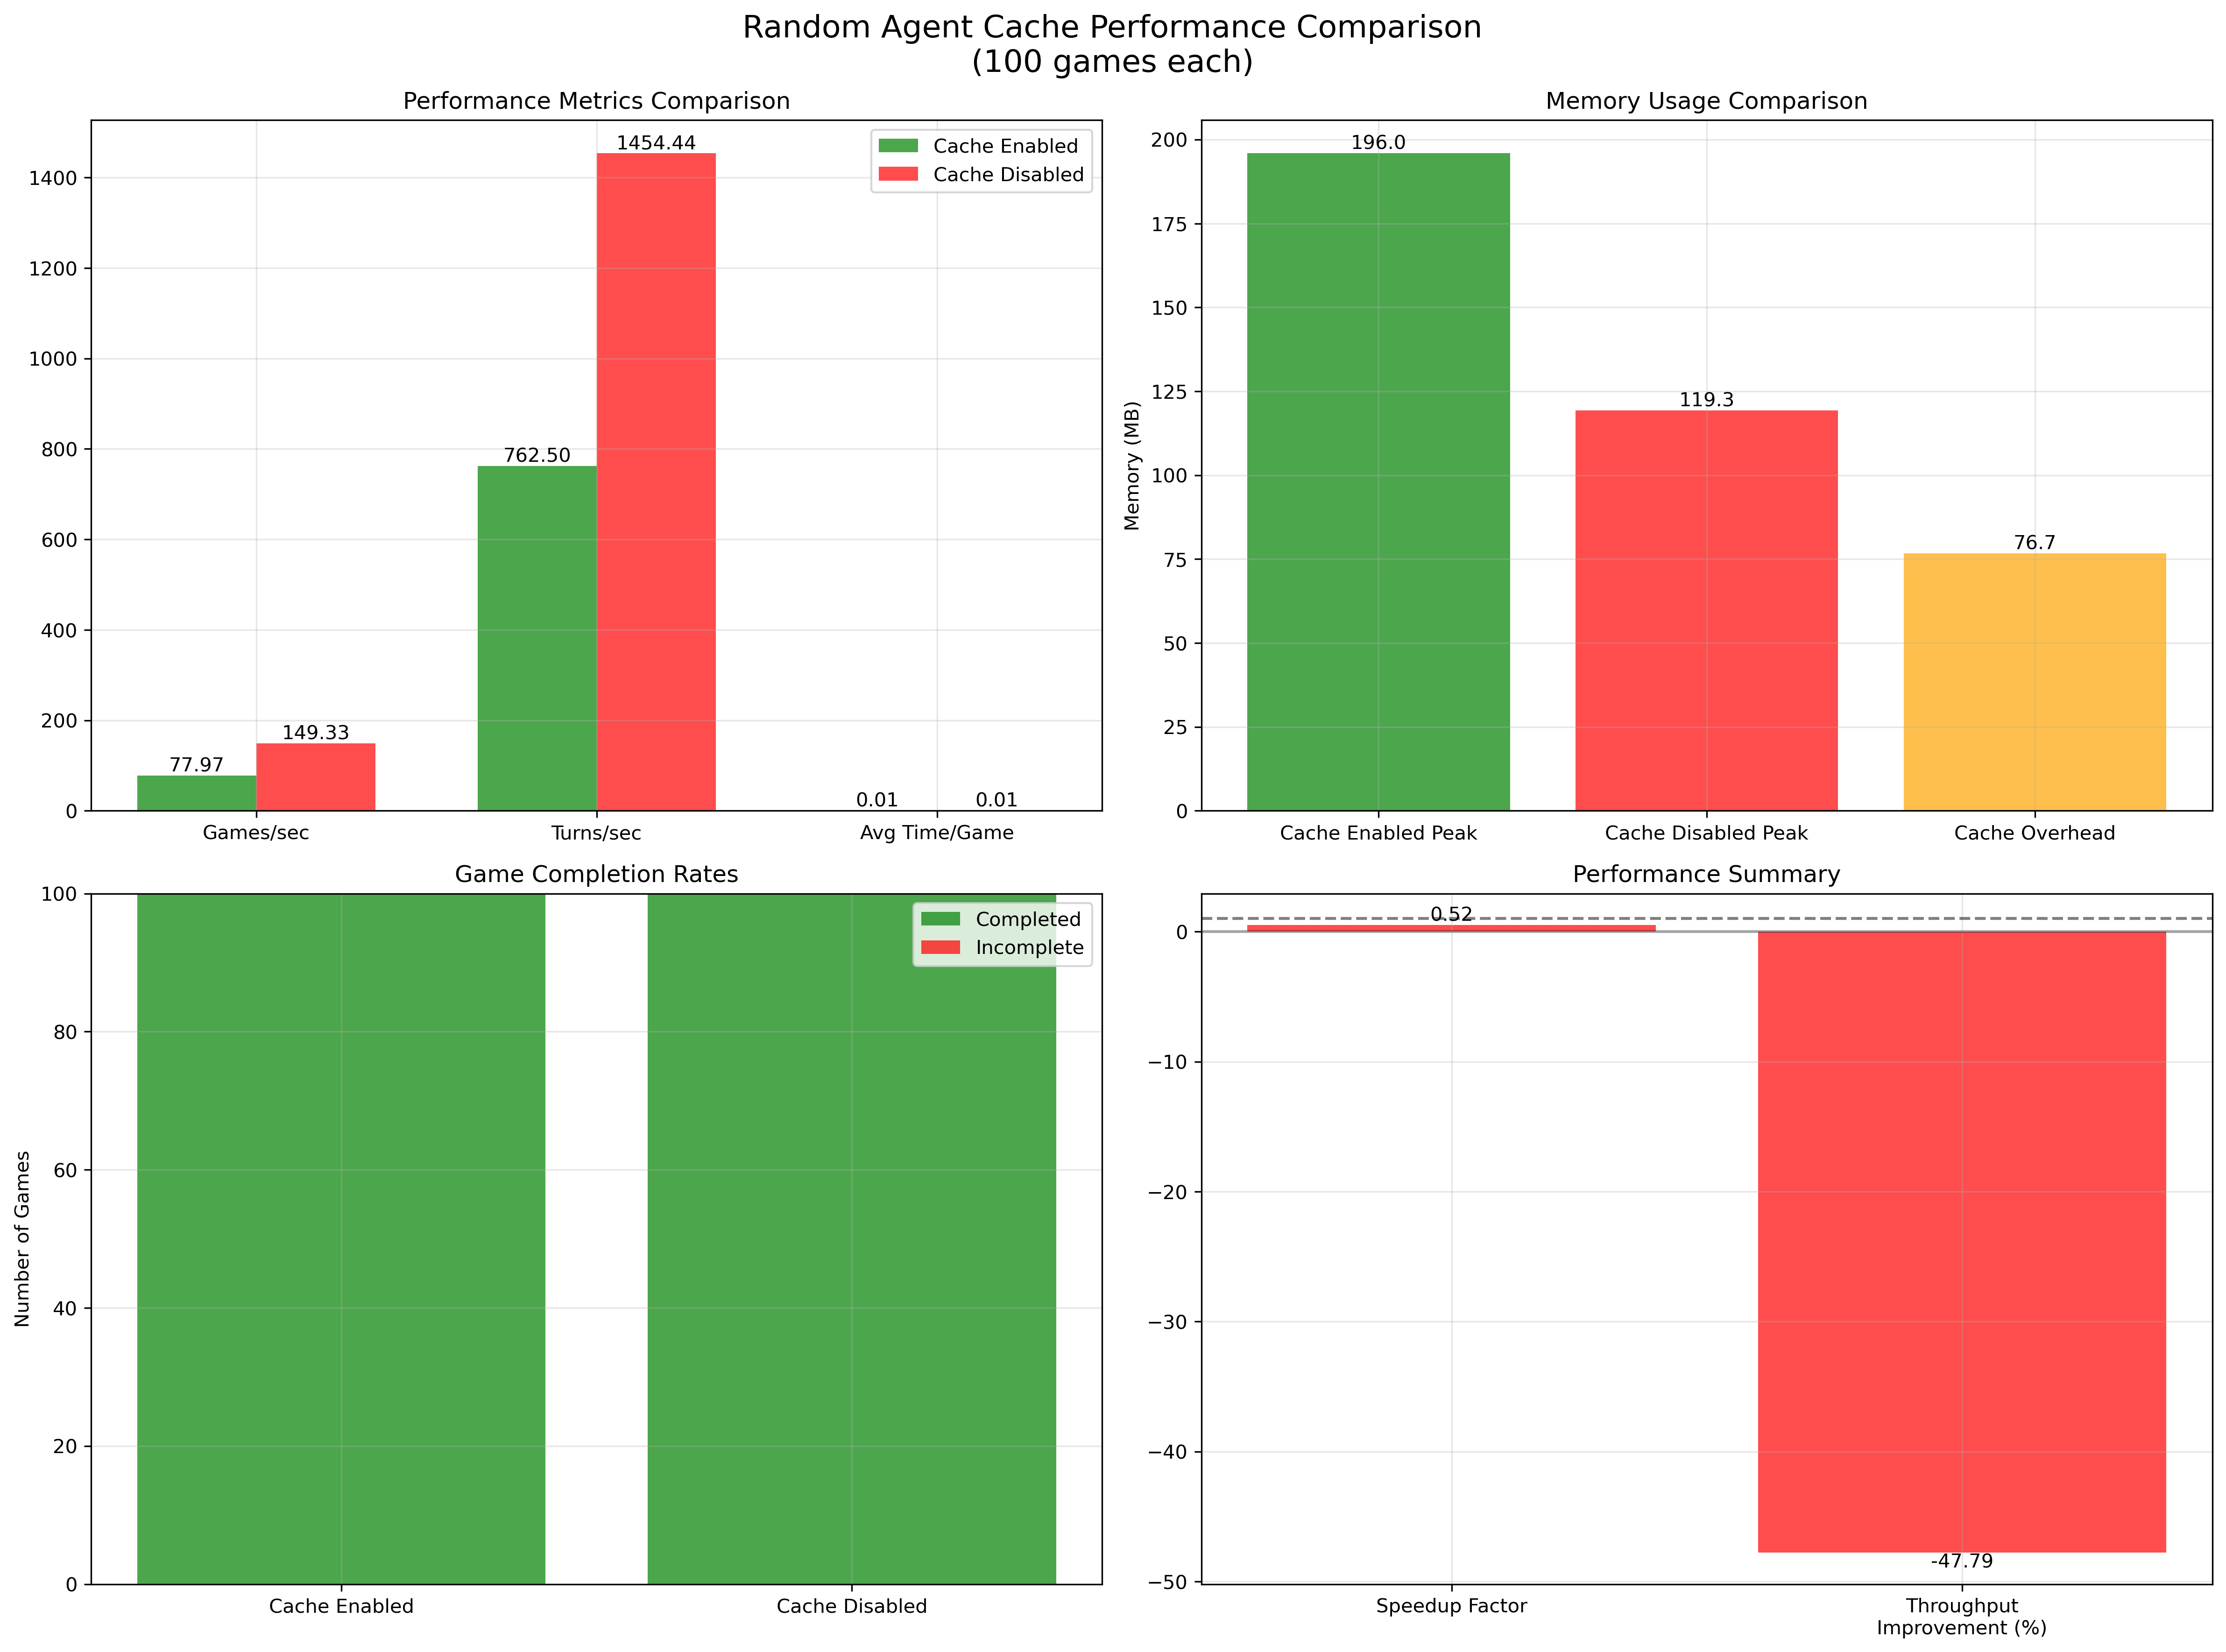 Random Agent Cache Performance Comparison
(100 games each)
Performance Metrics Comparison
1400
1200
1000
800
600
400
200
0
77.97
149.33
762.50
1454.44
0.01
0.01
Cache Enabled
Cache Disabled
Games/sec
Turns/sec
Avg Time/Game
Memory Usage Comparison
Memory (MB)
200
175
150
125
100
75
50
25
0
196.0
119.3
76.7
Cache Enabled Peak
Cache Disabled Peak
Cache Overhead
Game Completion Rates
Number of Games
100
80
60
40
20
0
Completed
Incomplete
Cache Enabled
Cache Disabled
Performance Summary
0
−10
−20
−30
−40
−50
0.52
-47.79
Speedup Factor
Throughput
Improvement (%)